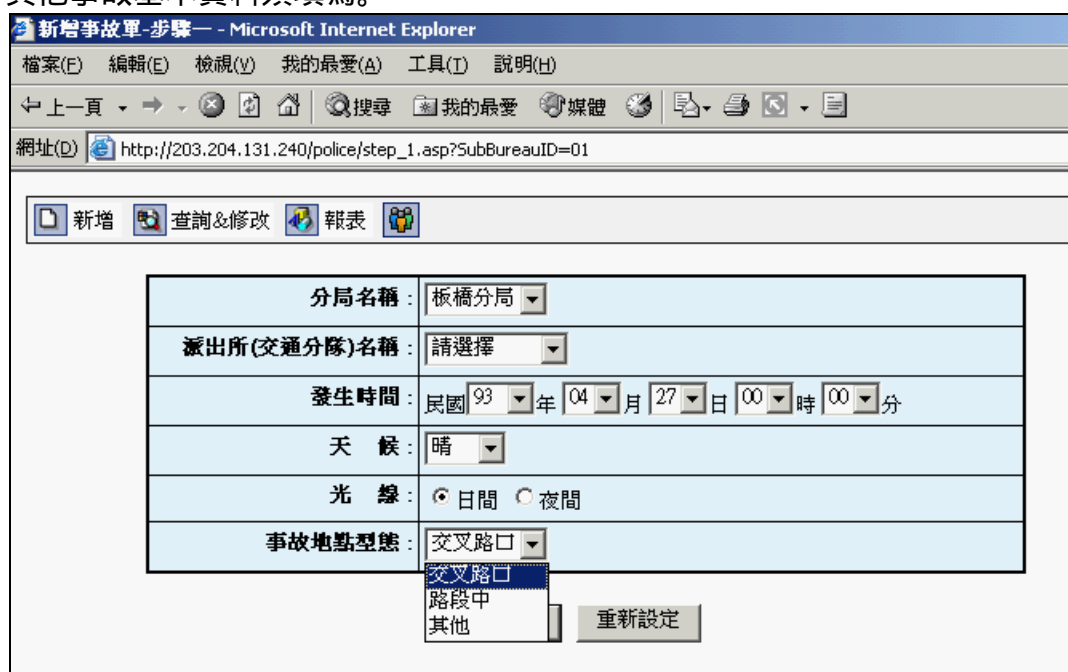 其他事故基本資料須填寫。
新增事故單-步驟一 - Microsoft Internet Explorer
檔案(F) 編輯(E) 檢視(V) 我的最愛(A) 工具(T) 說明(H)
上一頁 搜尋 我的最愛 媒體
網址(D) http://203.204.131.240/police/step_1.asp?SubBureauID=01
新增 查詢&修改 報表
分局名稱: 板橋分局
派出所(交通分隊)名稱: 請選擇
發生時間: 民國 93 年 04 月 27 日 00 時 00 分
天 候: 晴
光 線: 日間 夜間
事故地點型態: 交叉路口
交叉路口
路段中
其他
重新設定